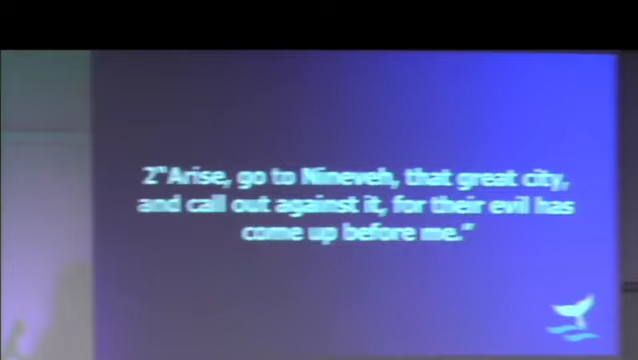 2"Arise, go to Nineveh, that great city,
and call out against it, for their evil has
come up before me."